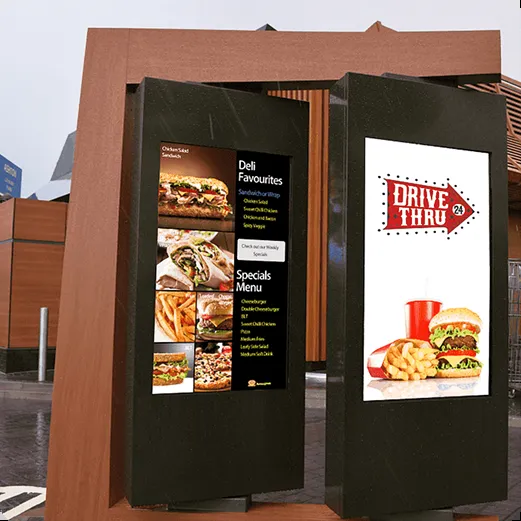 Chicken Salad
Sandwich
Deli
Favourites
Sandwich or Wrap
Chicken Salad
Sweet Chilli Chicken
Chicken and Bacon
Spicy Veggie
Check out our Weekly
Specials
Specials
Menu
Cheeseburger
Double Cheeseburger
BLT
Sweet Chilli Chicken
Pizza
Medium Fries
Leafy Side Salad
Medium Soft Drink
DRIVE
THRU
24